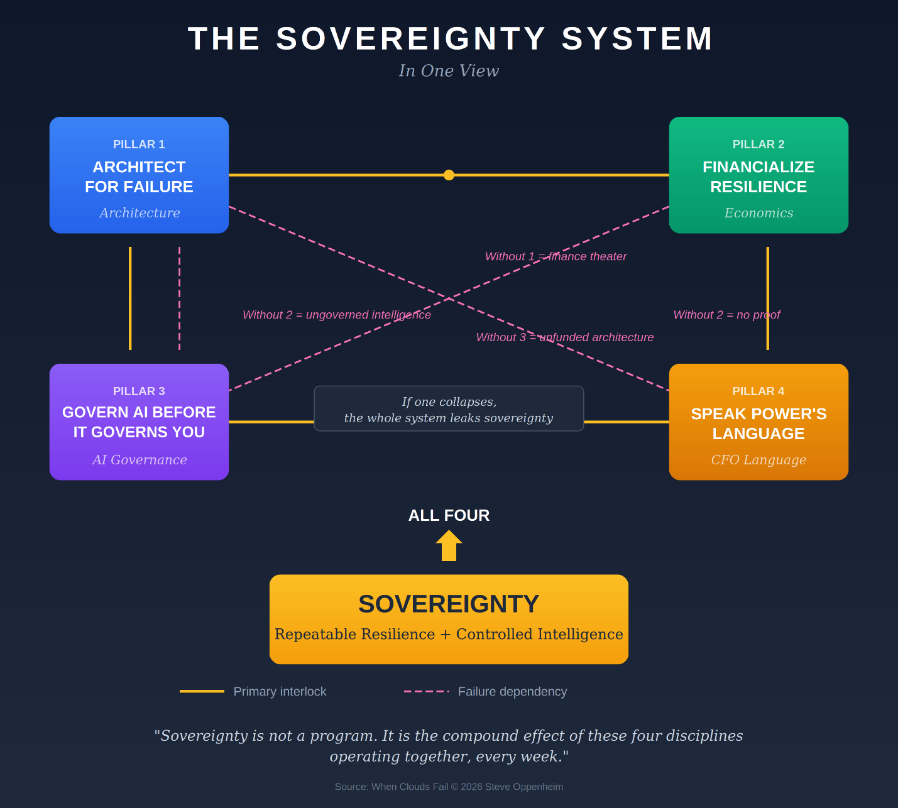 THE SOVEREIGNTY SYSTEM
In One View
PILLAR 1
ARCHITECT
FOR FAILURE
Architecture
PILLAR 2
FINANCIALIZE
RESILIENCE
Economics
Without 1 = finance theater
Without 2 = ungoverned intelligence
Without 2 = no proof
Without 3 = unfunded architecture
PILLAR 3
GOVERN AI BEFORE
IT GOVERNS YOU
AI Governance
If one collapses,
the whole system leaks sovereignty
PILLAR 4
SPEAK POWER'S
LANGUAGE
CFO Language
ALL FOUR
SOVEREIGNTY
Repeatable Resilience + Controlled Intelligence
Primary interlock
Failure dependency
"Sovereignty is not a program. It is the compound effect of these four disciplines
operating together, every week."
Source: When Clouds Fail © 2026 Steve Oppenheim